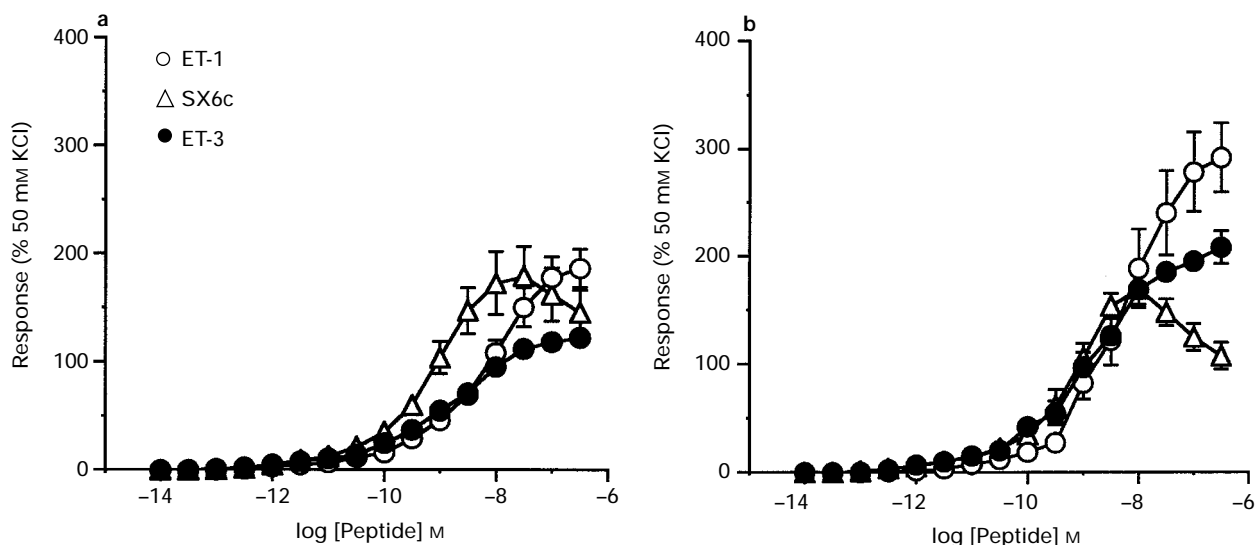 a
400
300
200
100
0
Response (% 50 mM KCl)
ET-1
SX6c
ET-3
−14
−12
−10
−8
−6
log [Peptide] M
b
400
300
200
100
0
Response (% 50 mM KCl)
−14
−12
−10
−8
−6
log [Peptide] M